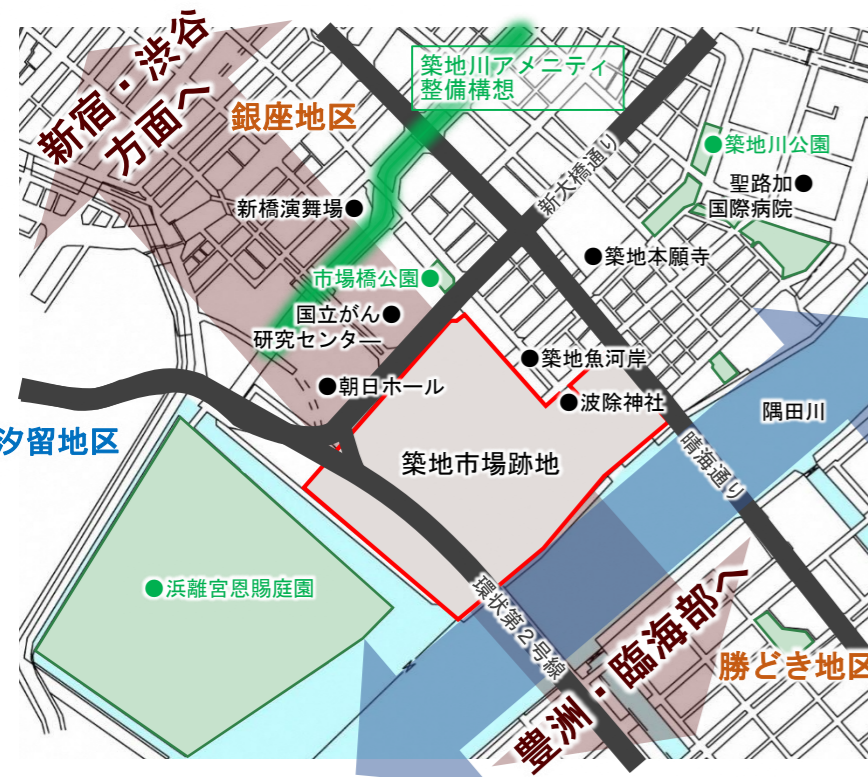 新宿・渋谷
方面へ
銀座地区
築地川アメニティ
整備構想
築地川公園
聖路加
国際病院
新大橋通り
新橋演舞場
築地本願寺
市場橋公園
国立がん
研究センター
築地魚河岸
朝日ホール
波除神社
隅田川
汐留地区
築地市場跡地
晴海通り
浜離宮恩賜庭園
環状第2号線
豊洲・臨海部へ
勝どき地区